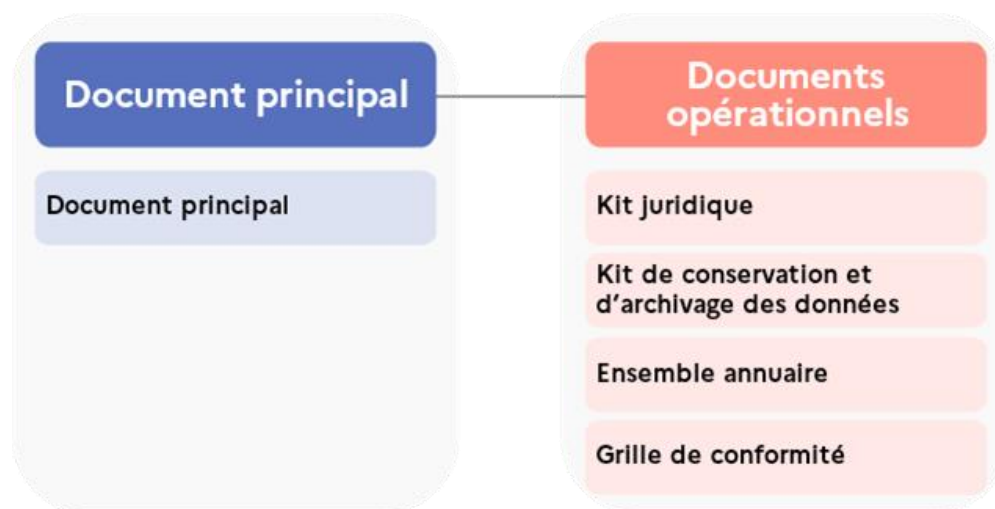 Document principal
Document principal
Documents
opérationnels
Kit juridique
Kit de conservation et
d’archivage des données
Ensemble annuaire
Grille de conformité